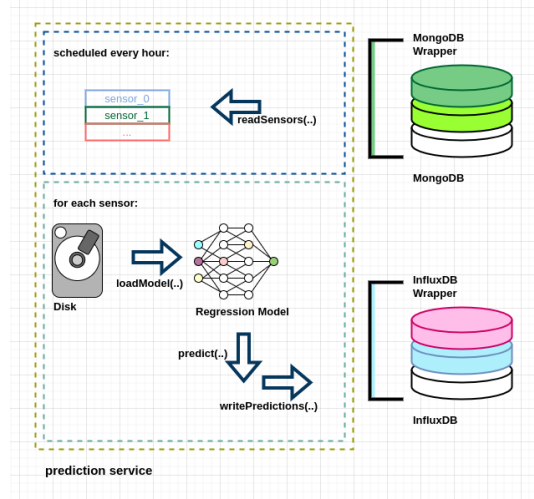 scheduled every hour:
sensor_0
sensor_1
...
readSensors(..)
for each sensor:
Disk
loadModel(..)
Regression Model
predict(..)
writePredictions(..)
prediction service
MongoDB
Wrapper
MongoDB
InfluxDB
Wrapper
InfluxDB